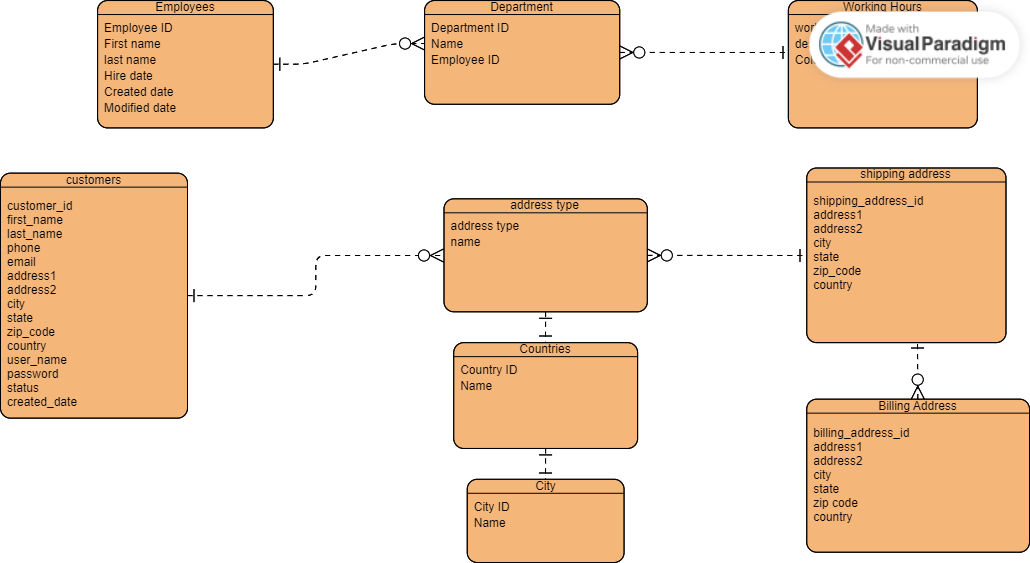 Employees
Employee ID
First name
last name
Hire date
Created date
Modified date
Department
Department ID
Name
Employee ID
Working Hours
Made with
VisualParadigm
For non-commercial use
customers
customer_id
first_name
last_name
phone
email
address1
address2
city
state
zip_code
country
user_name
password
status
created_date
address type
address type
name
shipping address
shipping_address_id
address1
address2
city
state
zip_code
country
Countries
Country ID
Name
City
City ID
Name
Billing Address
billing_address_id
address1
address2
city
state
zip code
country